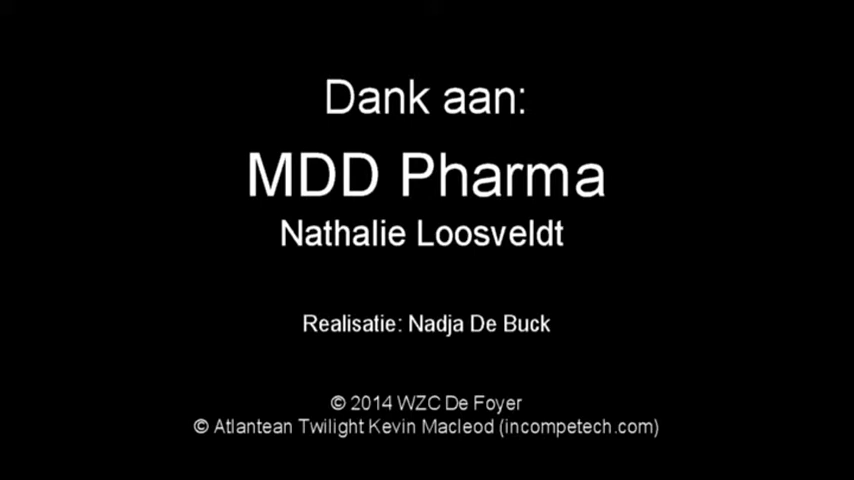 Dank aan:
MDD Pharma
Nathalie Loosveldt
Realisatie: Nadja De Buck
© 2014 WZC De Foyer
© Atlantean Twilight Kevin Macleod (incompetech.com)